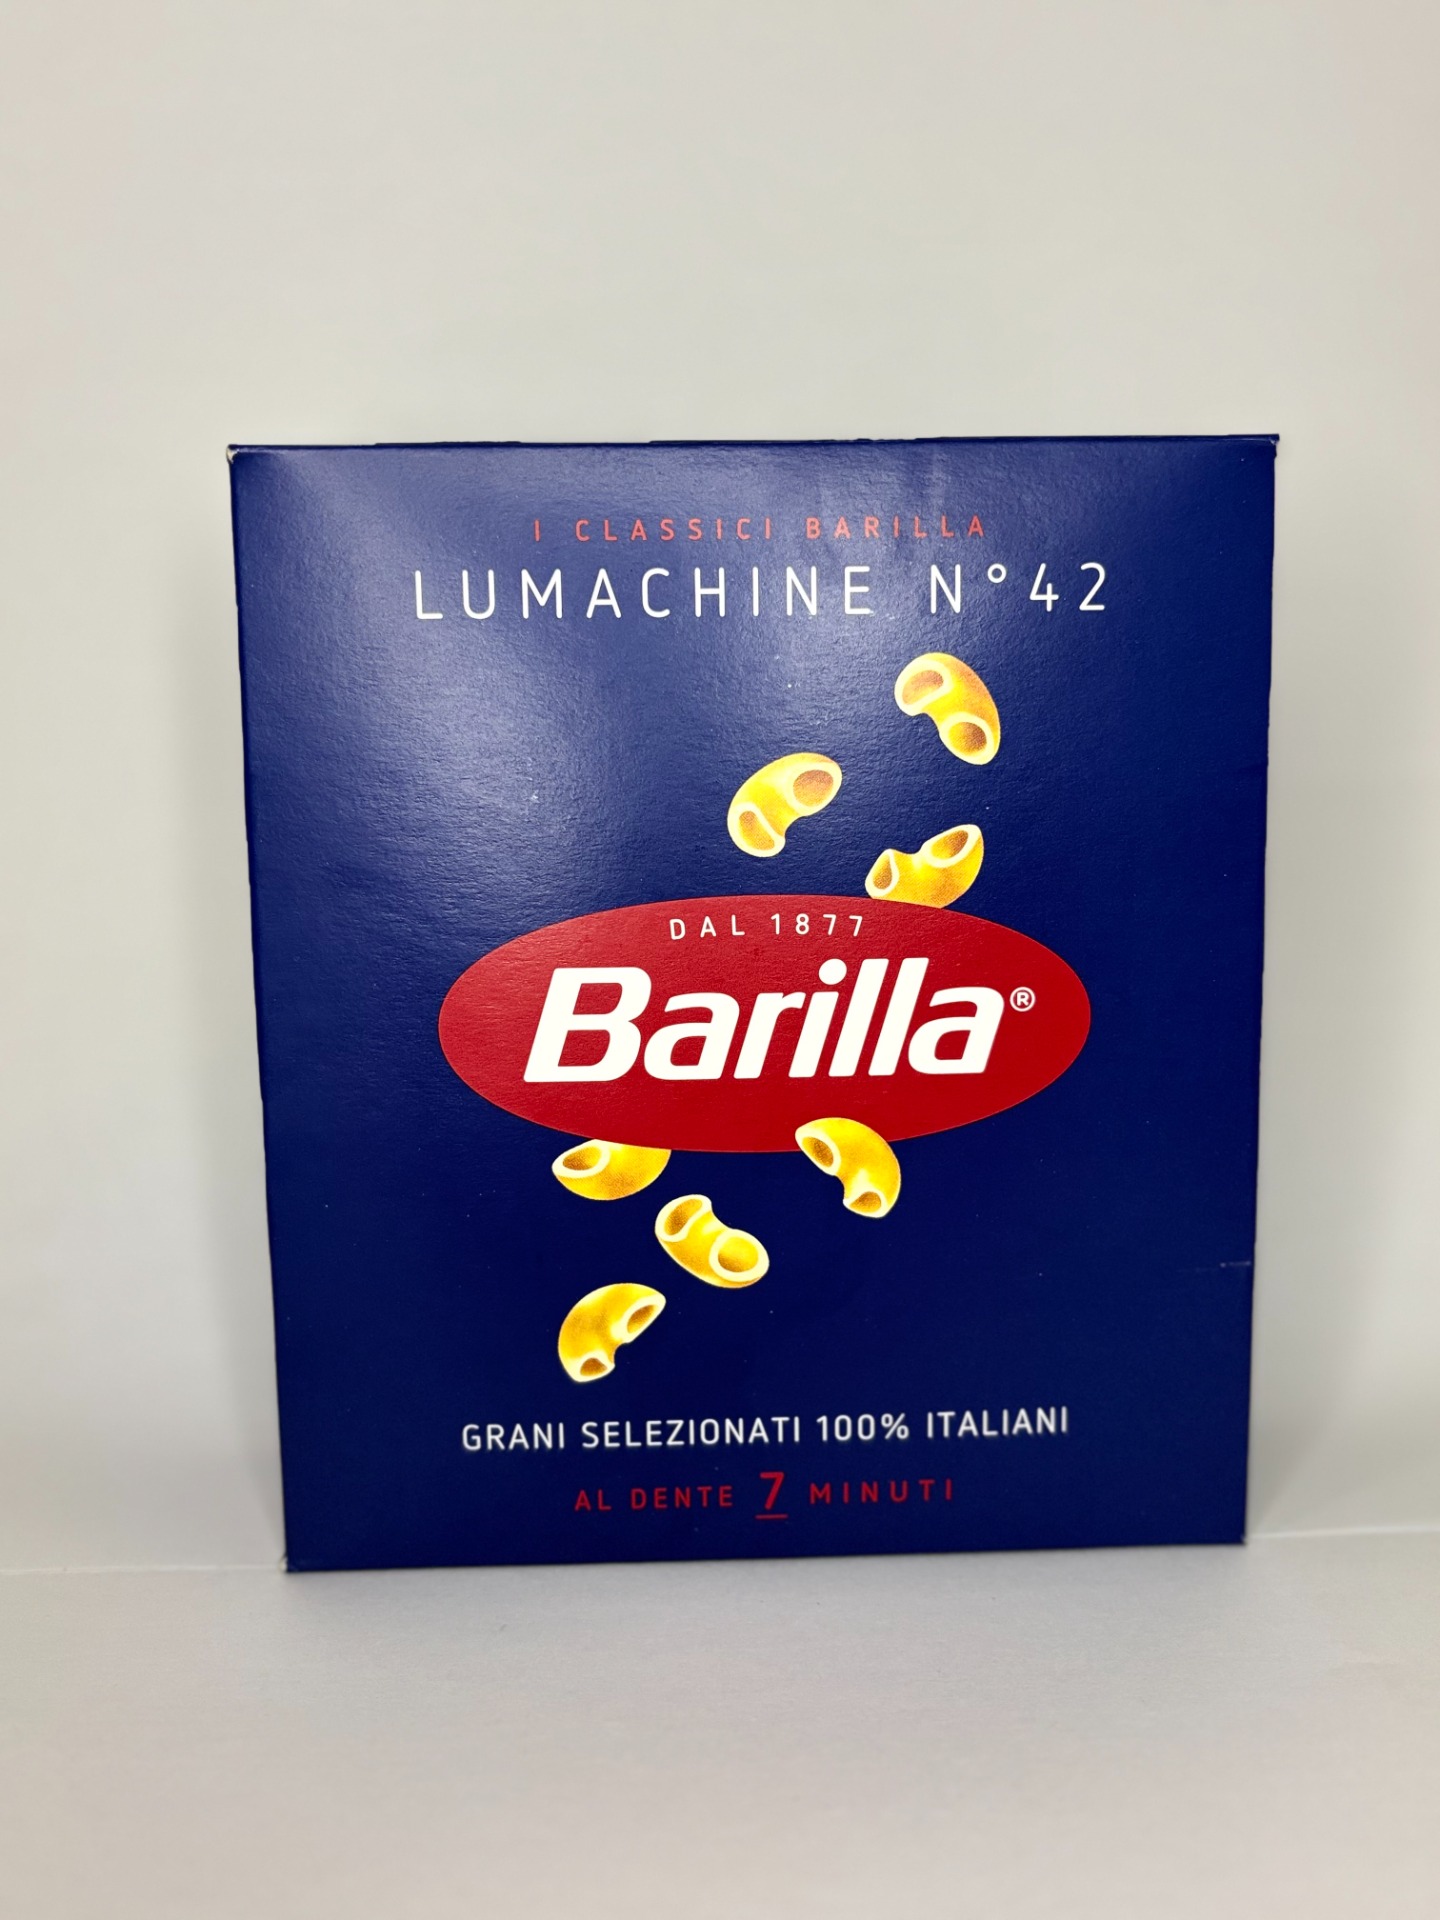 I CLASSICI BARILLA
LUMACHINE N°42
DAL 1877
Barilla®
GRANI SELEZIONATI 100% ITALIANI
AL DENTE 7 MINUTI